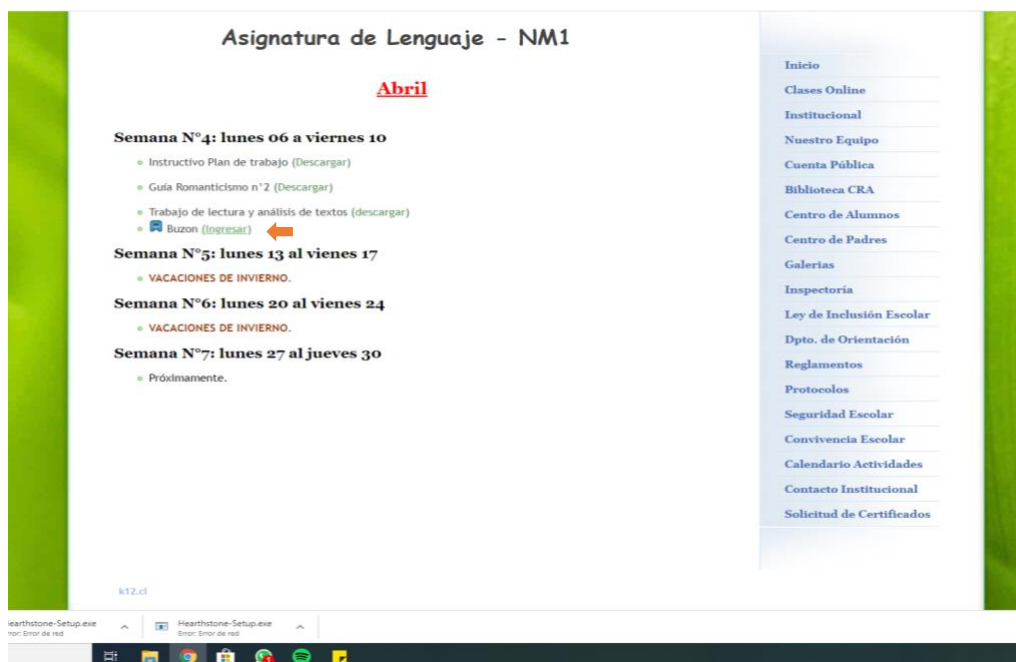 Asignatura de Lenguaje - NM1
Abril
Semana N°4: lunes 06 a viernes 10
Instructivo Plan de trabajo (Descargar)
Guía Romanticismo n°2 (Descargar)
Trabajo de lectura y análisis de textos (descargar)
Buzon (Ingresar)
Semana N°5: lunes 13 al vienes 17
VACACIONES DE INVIERNO.
Semana N°6: lunes 20 al vienes 24
VACACIONES DE INVIERNO.
Semana N°7: lunes 27 al jueves 30
Próximamente.
Inicio
Clases Online
Institucional
Nuestro Equipo
Cuenta Pública
Biblioteca CRA
Centro de Alumnos
Centro de Padres
Galerias
Inspectoría
Ley de Inclusión Escolar
Dpto. de Orientación
Reglamentos
Protocolos
Seguridad Escolar
Convivencia Escolar
Calendario Actividades
Contacto Institucional
Solicitud de Certificados
k12.cl
earthstone-Setup.exe
rror: Error de red
Hearthstone-Setup.exe
Error: Error de red